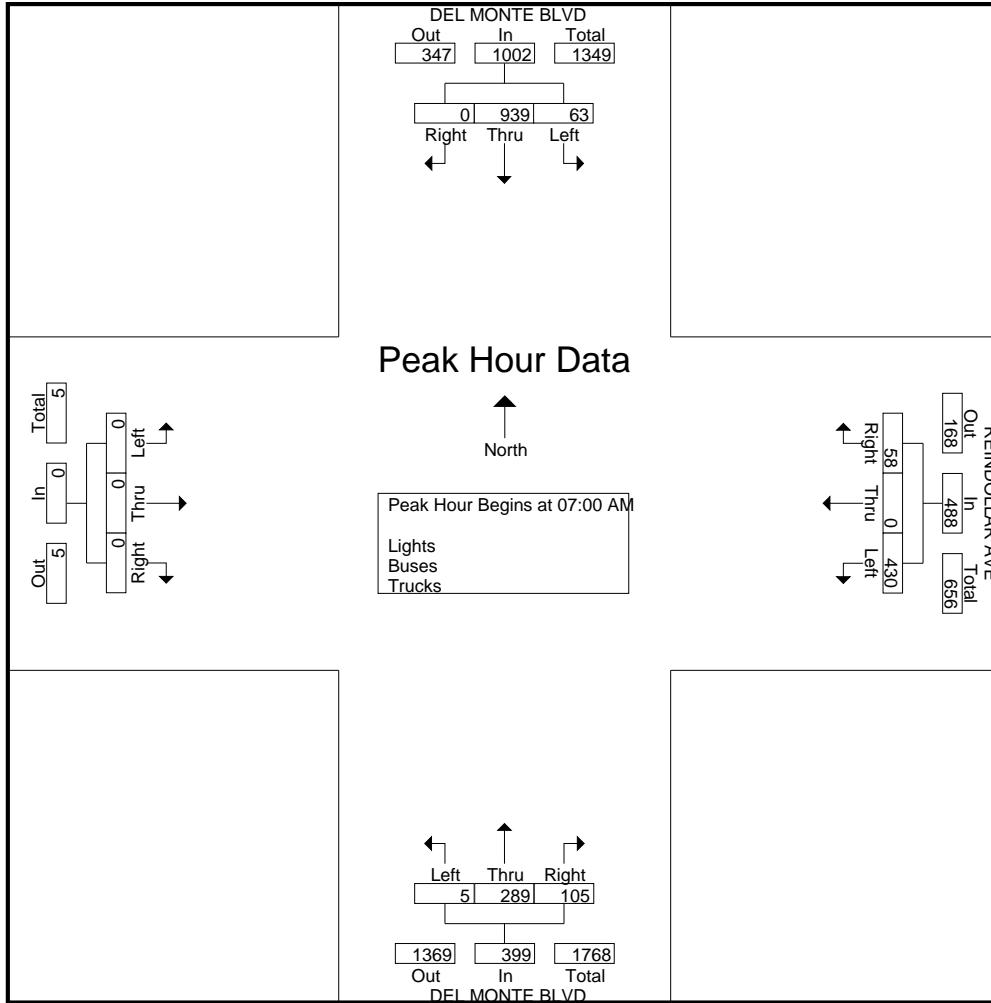 DEL MONTE BLVD
Out In Total
347 1002 1349
0 939 63
Right Thru Left
Peak Hour Data
North
Peak Hour Begins at 07:00 AM
Lights
Buses
Trucks
Total In Out
5 0 5
0 0 0
Left Thru Right
REINDOLLAR AVE
Out In Total
168 488 656
58 0 430
Right Thru Left
Left Thru Right
5 289 105
1369 399 1768
Out In Total
DEL MONTE BLVD